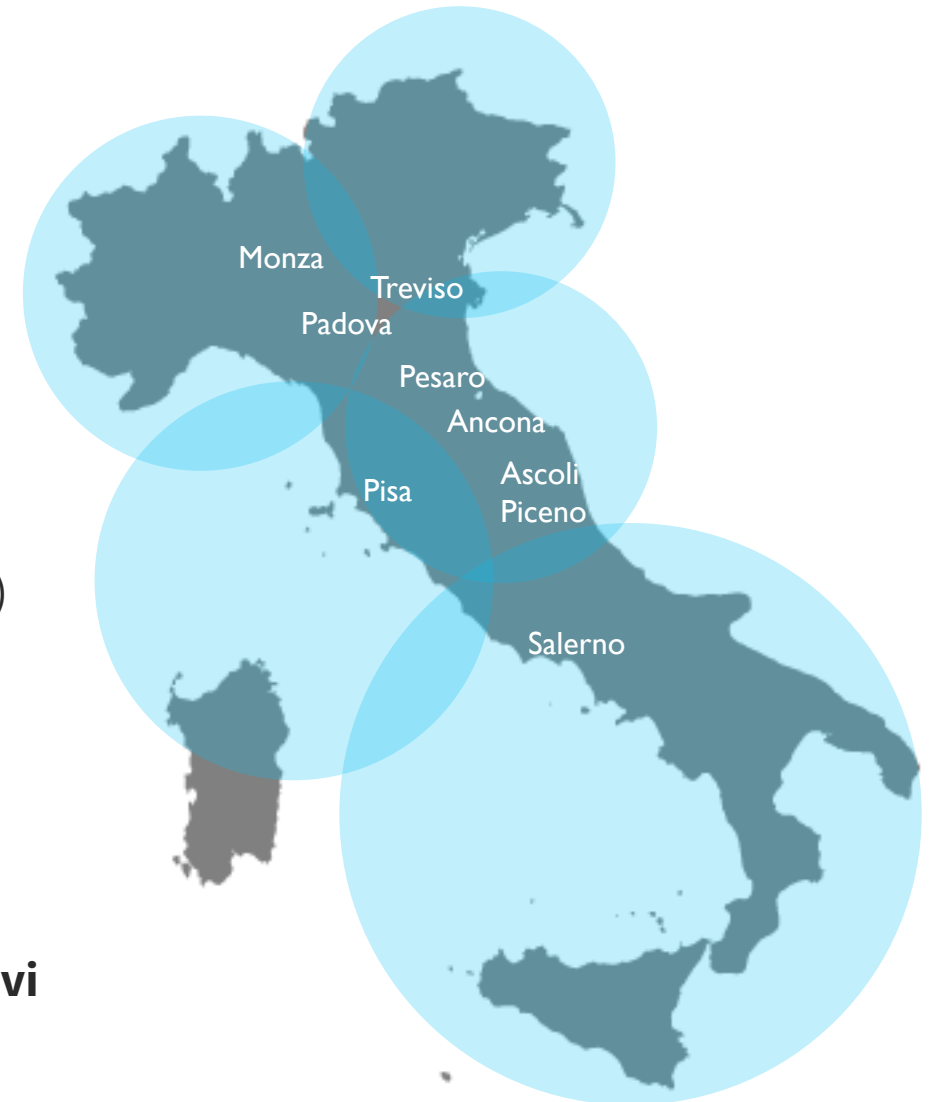 Monza
Treviso
Padova
Pesaro
Ancona
Ascoli
Piceno
Pisa
)
Salerno
vi